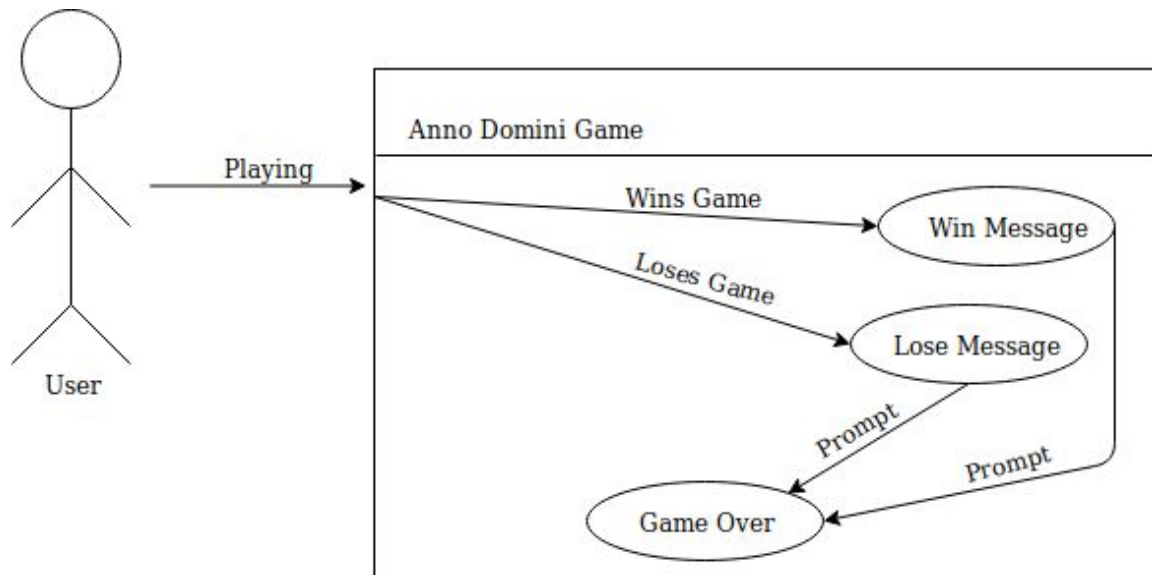 Anno Domini Game
Playing
Wins Game
Win Message
Loses Game
Lose Message
User
Prompt
Prompt
Game Over